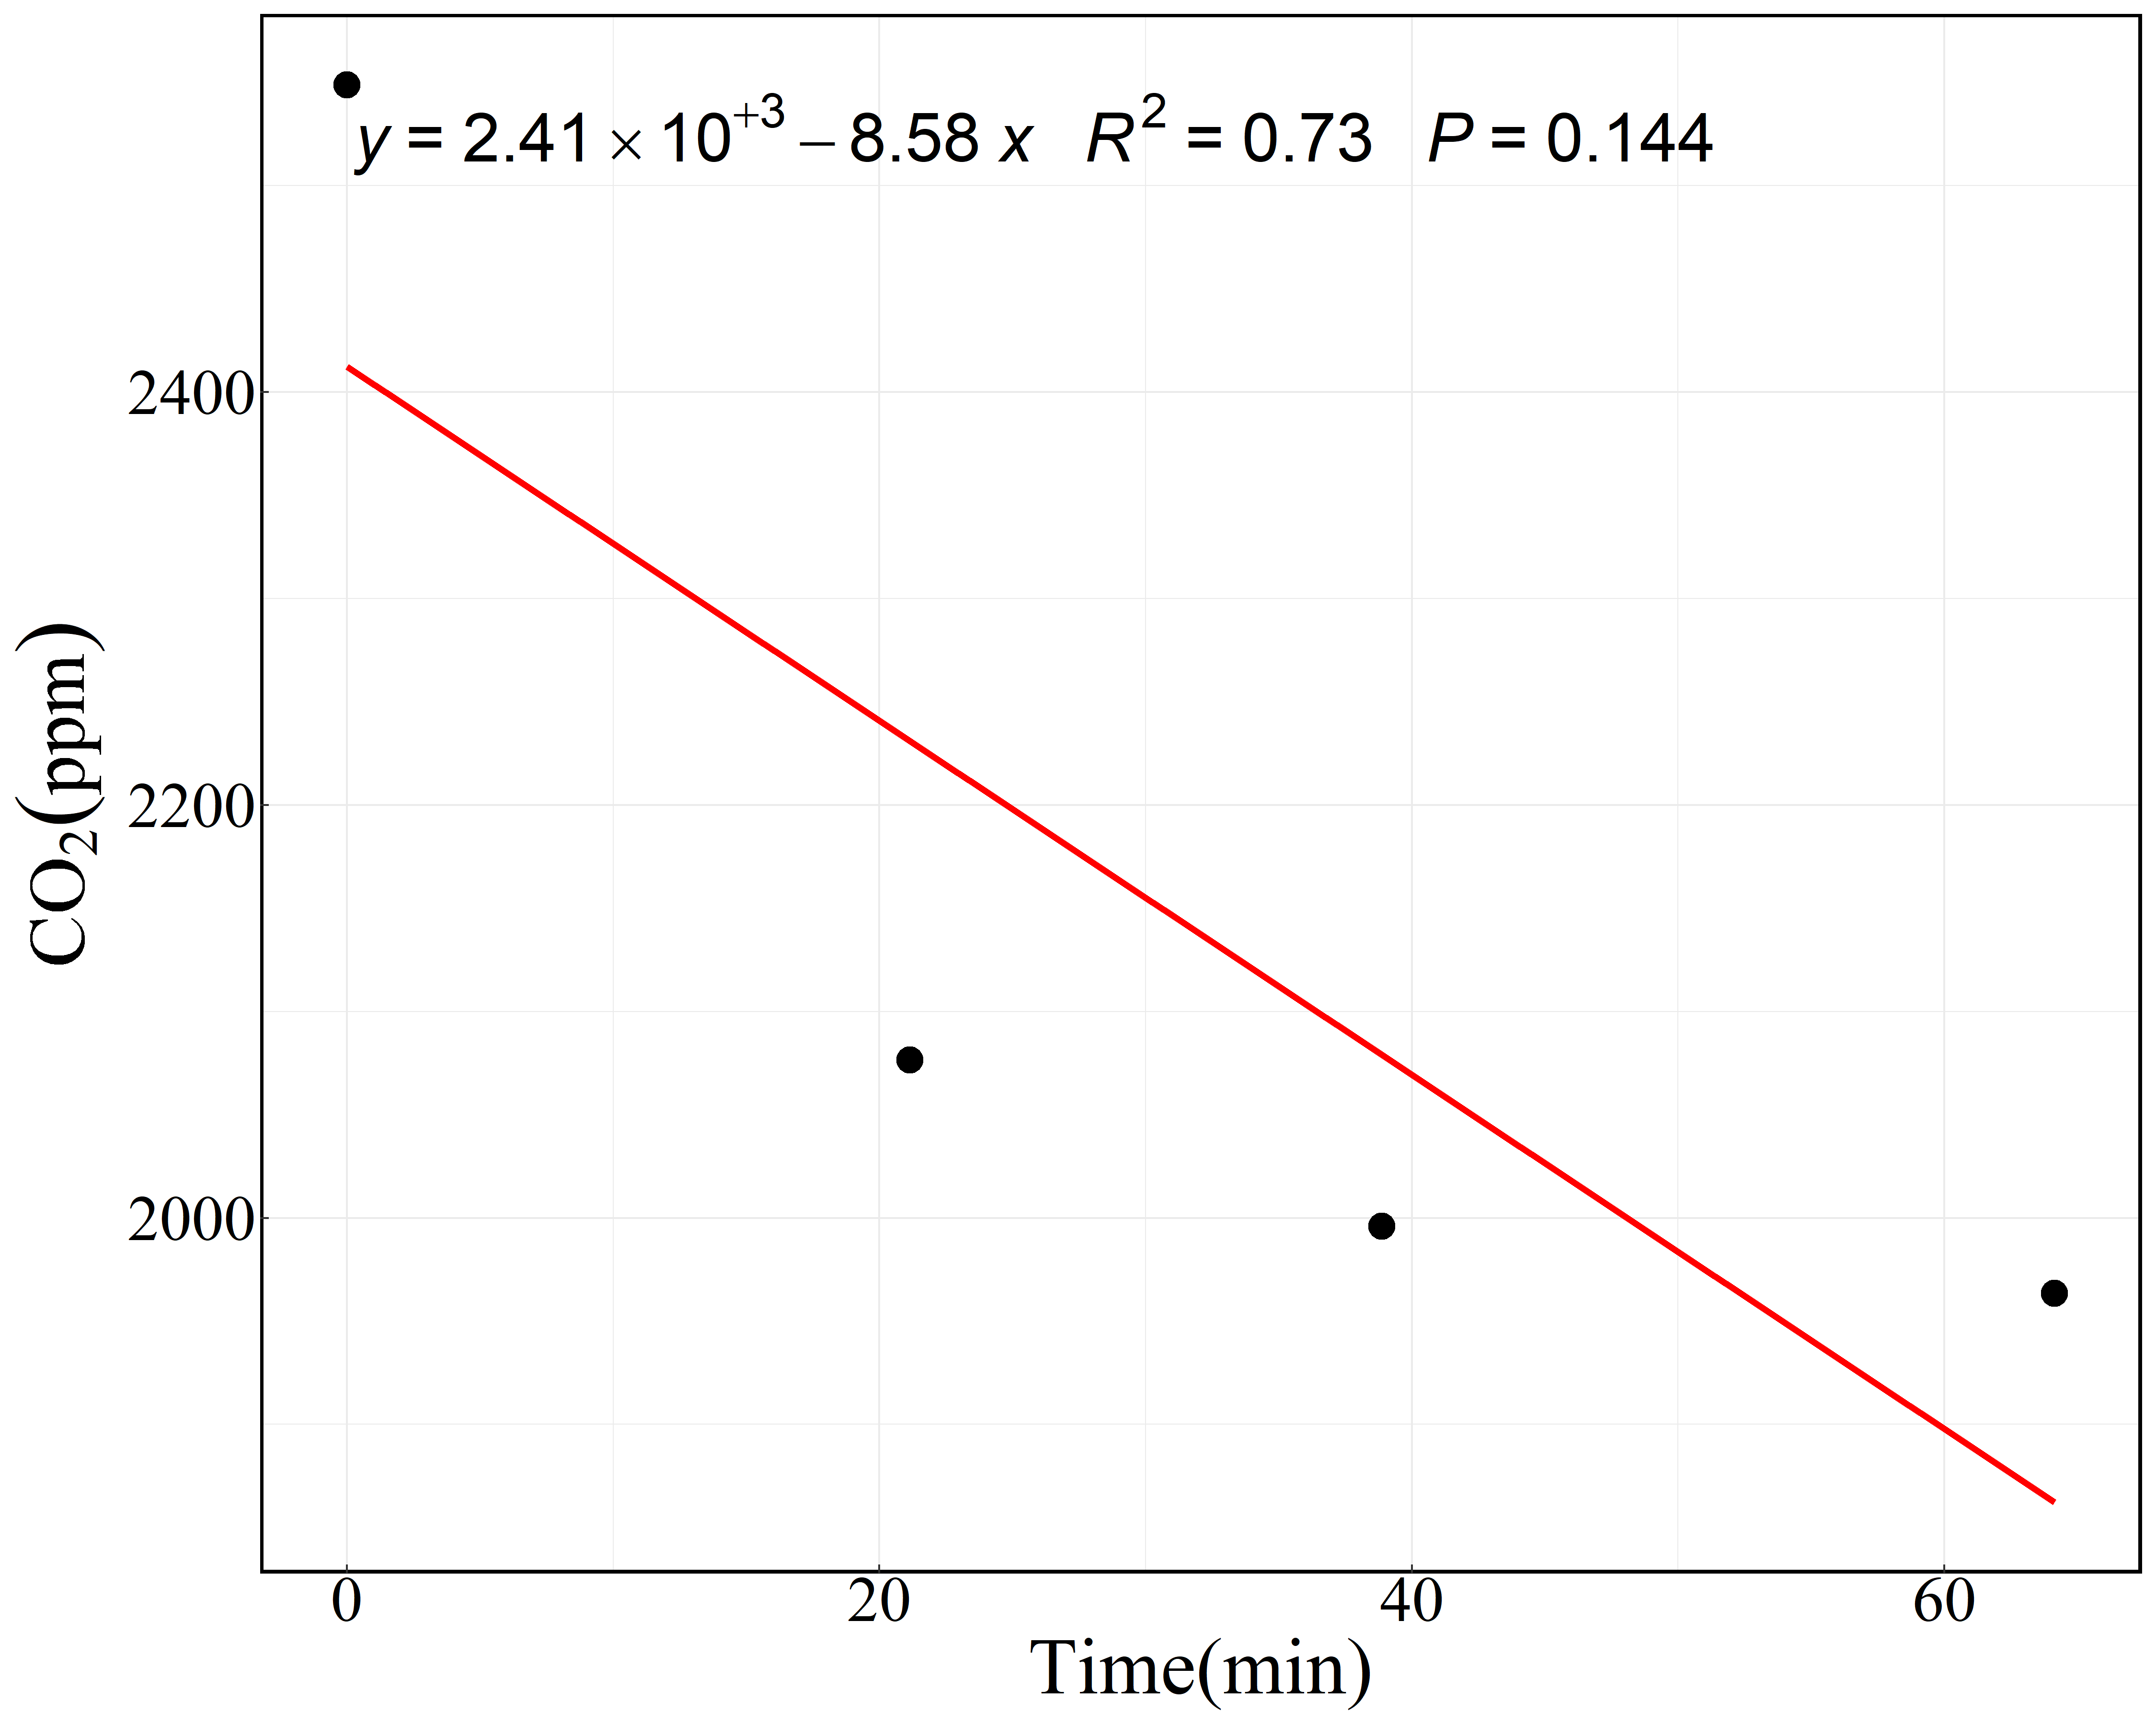 y = 2.41 × 10⁺³ − 8.58 x R² = 0.73 P = 0.144
2400
2200
2000
CO₂(ppm)
0 20 40 60
Time(min)